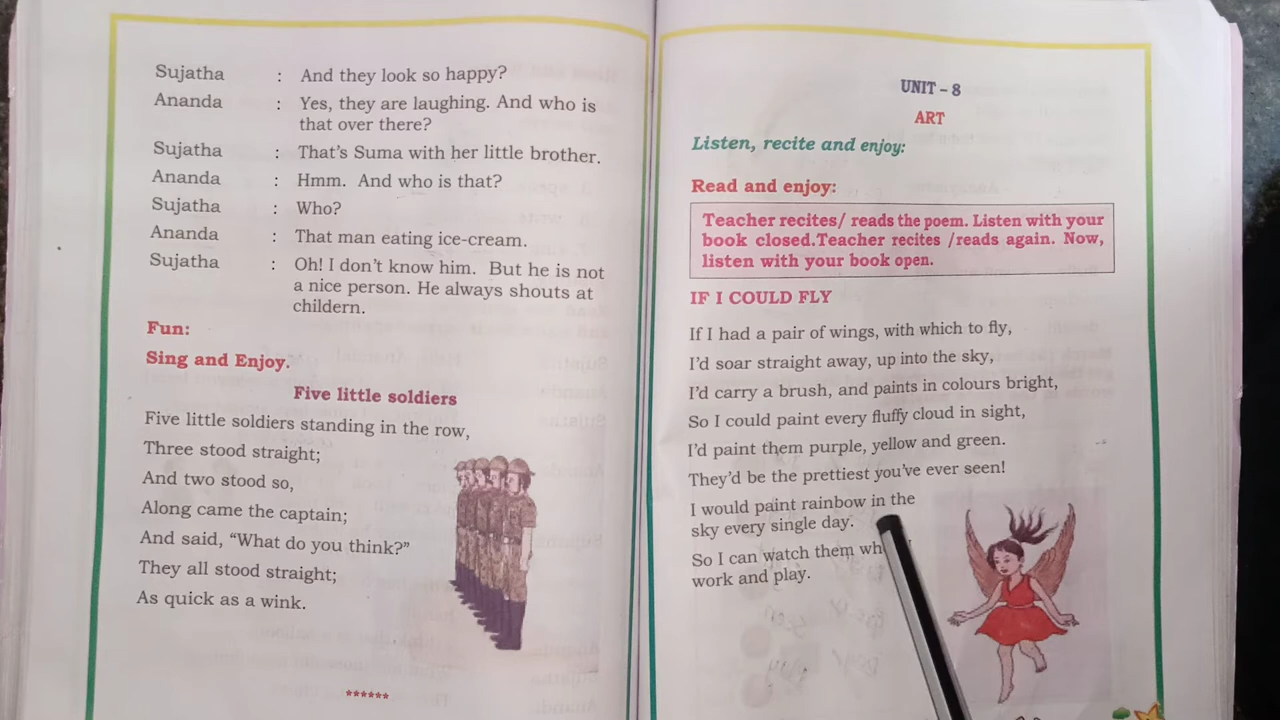 Sujatha : And they look so happy?
Ananda : Yes, they are laughing. And who is
that over there?
Sujatha : That's Suma with her little brother.
Ananda : Hmm. And who is that?
Sujatha : Who?
Ananda : That man eating ice-cream.
Sujatha : Oh! I don't know him. But he is not
a nice person. He always shouts at
childern.
Fun:
Sing and Enjoy.
Five little soldiers
Five little soldiers standing in the row,
Three stood straight;
And two stood so,
Along came the captain;
And said, “What do you think?”
They all stood straight;
As quick as a wink.
******
UNIT – 8
ART
Listen, recite and enjoy:
Read and enjoy:
Teacher recites/ reads the poem. Listen with your
book closed.Teacher recites /reads again. Now,
listen with your book open.
IF I COULD FLY
If I had a pair of wings, with which to fly,
I'd soar straight away, up into the sky,
I'd carry a brush, and paints in colours bright,
So I could paint every fluffy cloud in sight,
I'd paint them purple, yellow and green.
They'd be the prettiest you've ever seen!
I would paint rainbow in the
sky every single day.
So I can watch them
work and play.